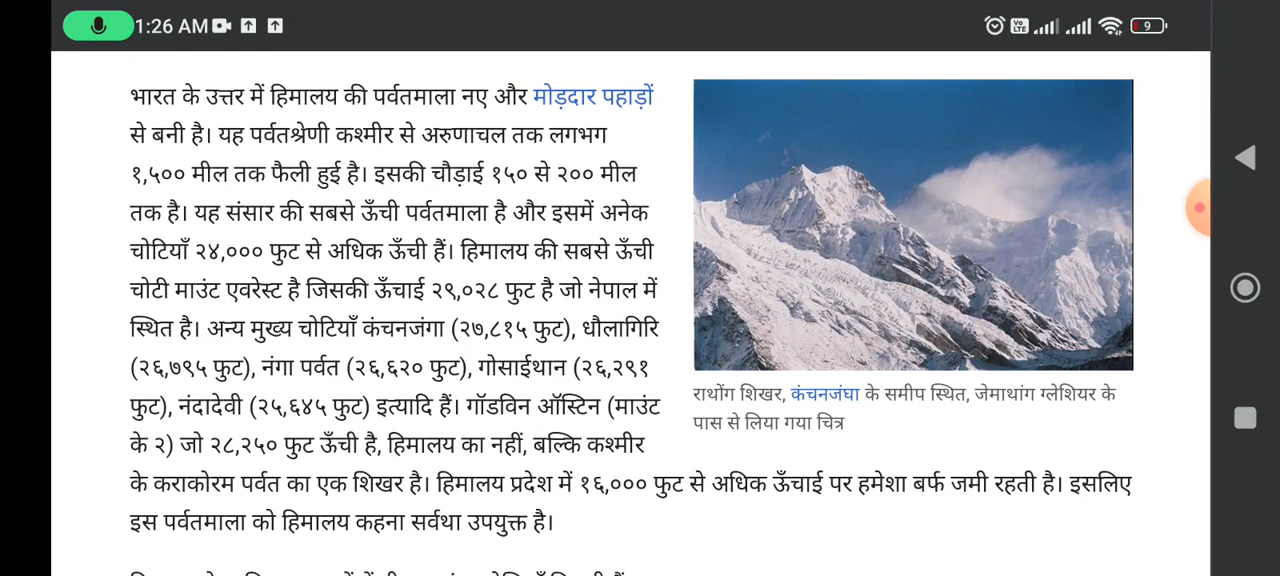 1:26 AM
Vo LTE
9
भारत के उत्तर में हिमालय की पर्वतमाला नए और मोड़दार पहाड़ों
से बनी है। यह पर्वतश्रेणी कश्मीर से अरुणाचल तक लगभग
१,५०० मील तक फैली हुई है। इसकी चौड़ाई १५० से २०० मील
तक है। यह संसार की सबसे ऊँची पर्वतमाला है और इसमें अनेक
चोटियाँ २४,००० फुट से अधिक ऊँची हैं। हिमालय की सबसे ऊँची
चोटी माउंट एवरेस्ट है जिसकी ऊँचाई २९,०२८ फुट है जो नेपाल में
स्थित है। अन्य मुख्य चोटियाँ कंचनजंगा (२७,८१५ फुट), धौलागिरि
(२६,७९५ फुट), नंगा पर्वत (२६,६२० फुट), गोसाईथान (२६,२९१
फुट), नंदादेवी (२५,६४५ फुट) इत्यादि हैं। गॉडविन ऑस्टिन (माउंट
के २) जो २८,२५० फुट ऊँची है, हिमालय का नहीं, बल्कि कश्मीर
के कराकोरम पर्वत का एक शिखर है। हिमालय प्रदेश में १६,००० फुट से अधिक ऊँचाई पर हमेशा बर्फ जमी रहती है। इसलिए
इस पर्वतमाला को हिमालय कहना सर्वथा उपयुक्त है।
राथोंग शिखर, कंचनजंघा के समीप स्थित, जेमाथांग ग्लेशियर के
पास से लिया गया चित्र